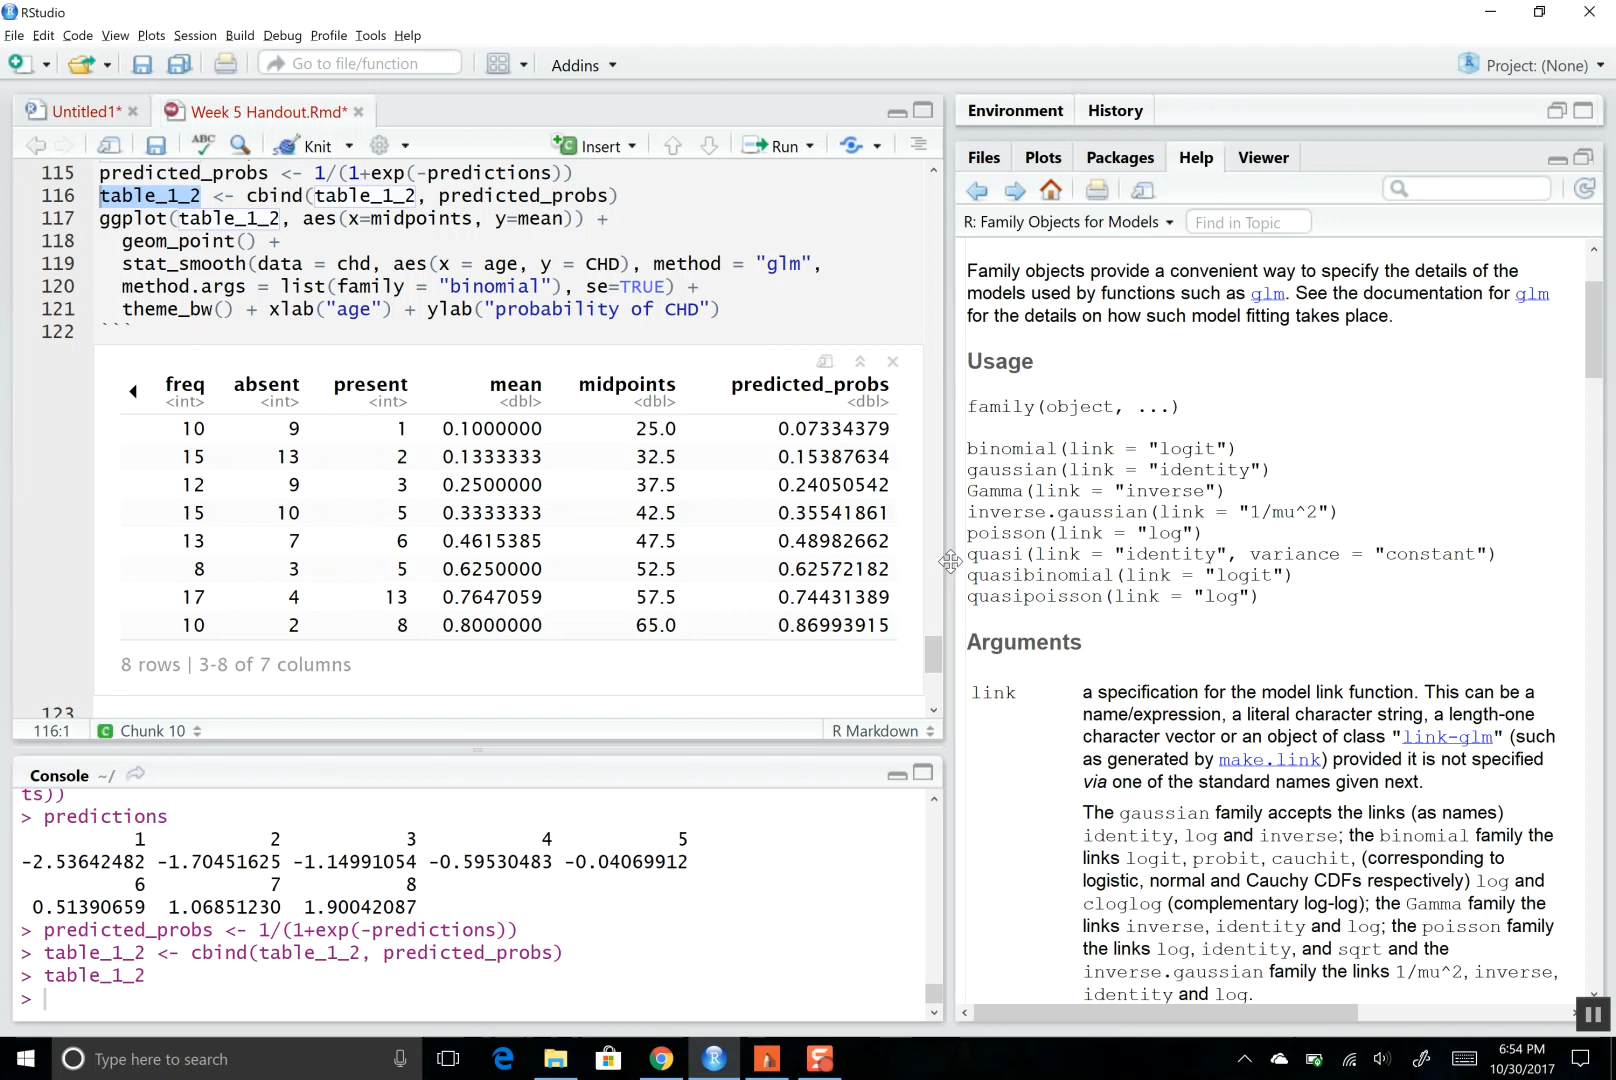 RStudio
File Edit Code View Plots Session Build Debug Profile Tools Help
Go to file/function
Addins
Project: (None)
Untitled1*
Week 5 Handout.Rmd*
ABC
Knit
Insert
Run
115 predicted_probs <- 1/(1+exp(-predictions))
116 table_1_2 <- cbind(table_1_2, predicted_probs)
117 ggplot(table_1_2, aes(x=midpoints, y=mean)) +
118 geom_point() +
119 stat_smooth(data = chd, aes(x = age, y = CHD), method = "glm",
120 method.args = list(family = "binomial"), se=TRUE) +
121 theme_bw() + xlab("age") + ylab("probability of CHD")
122 ```
freq absent present mean midpoints predicted_probs
<int> <int> <int> <dbl> <dbl> <dbl>
10 9 1 0.1000000 25.0 0.07334379
15 13 2 0.1333333 32.5 0.15387634
12 9 3 0.2500000 37.5 0.24050542
15 10 5 0.3333333 42.5 0.35541861
13 7 6 0.4615385 47.5 0.48982662
8 3 5 0.6250000 52.5 0.62572182
17 4 13 0.7647059 57.5 0.74431389
10 2 8 0.8000000 65.0 0.86993915
8 rows | 3-8 of 7 columns
123
116:1 Chunk 10 R Markdown
Console ~/
ts))
> predictions
1 2 3 4 5
-2.53642482 -1.70451625 -1.14991054 -0.59530483 -0.04069912
6 7 8
0.51390659 1.06851230 1.90042087
> predicted_probs <- 1/(1+exp(-predictions))
> table_1_2 <- cbind(table_1_2, predicted_probs)
> table_1_2
>
Environment History
Files Plots Packages Help Viewer
R: Family Objects for Models Find in Topic
Family objects provide a convenient way to specify the details of the
models used by functions such as glm. See the documentation for glm
for the details on how such model fitting takes place.
Usage
family(object, ...)
binomial(link = "logit")
gaussian(link = "identity")
Gamma(link = "inverse")
inverse.gaussian(link = "1/mu^2")
poisson(link = "log")
quasi(link = "identity", variance = "constant")
quasibinomial(link = "logit")
quasipoisson(link = "log")
Arguments
link a specification for the model link function. This can be a
name/expression, a literal character string, a length-one
character vector or an object of class "link-glm" (such
as generated by make.link) provided it is not specified
via one of the standard names given next.
The gaussian family accepts the links (as names)
identity, log and inverse; the binomial family the
links logit, probit, cauchit, (corresponding to
logistic, normal and Cauchy CDFs respectively) log and
cloglog (complementary log-log); the Gamma family the
links inverse, identity and log; the poisson family
the links log, identity, and sqrt and the
inverse.gaussian family the links 1/mu^2, inverse,
identity and log.
Type here to search
6:54 PM
10/30/2017